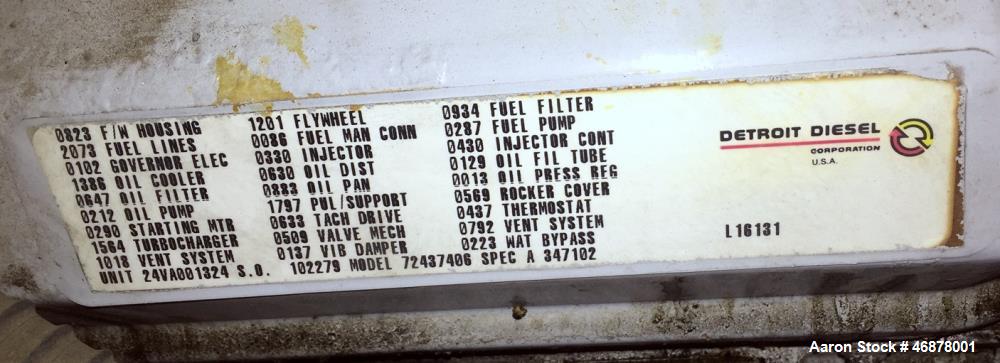 0823 F/W HOUSING 1201 FLYWHEEL 0934 FUEL FILTER
2073 FUEL LINES 0086 FUEL MAN CONN 0287 FUEL PUMP
0102 GOVERNOR ELEC 0330 INJECTOR 0430 INJECTOR CONT
1386 OIL COOLER 0630 OIL DIST 0129 OIL FIL TUBE
0647 OIL FILTER 0883 OIL PAN 0013 OIL PRESS REG
0212 OIL PUMP 1797 PUL/SUPPORT 0569 ROCKER COVER
0290 STARTING MTR 0633 TACH DRIVE 0437 THERMOSTAT
1564 TURBOCHARGER 0509 VALVE MECH 0792 VENT SYSTEM
1018 VENT SYSTEM 0137 VIB DAMPER 0223 WAT BYPASS
UNIT 24VA001324 S.O. 102279 MODEL 72437406 SPEC A 347102
DETROIT DIESEL
CORPORATION
U.S.A.
L16131
Aaron Stock # 46878001